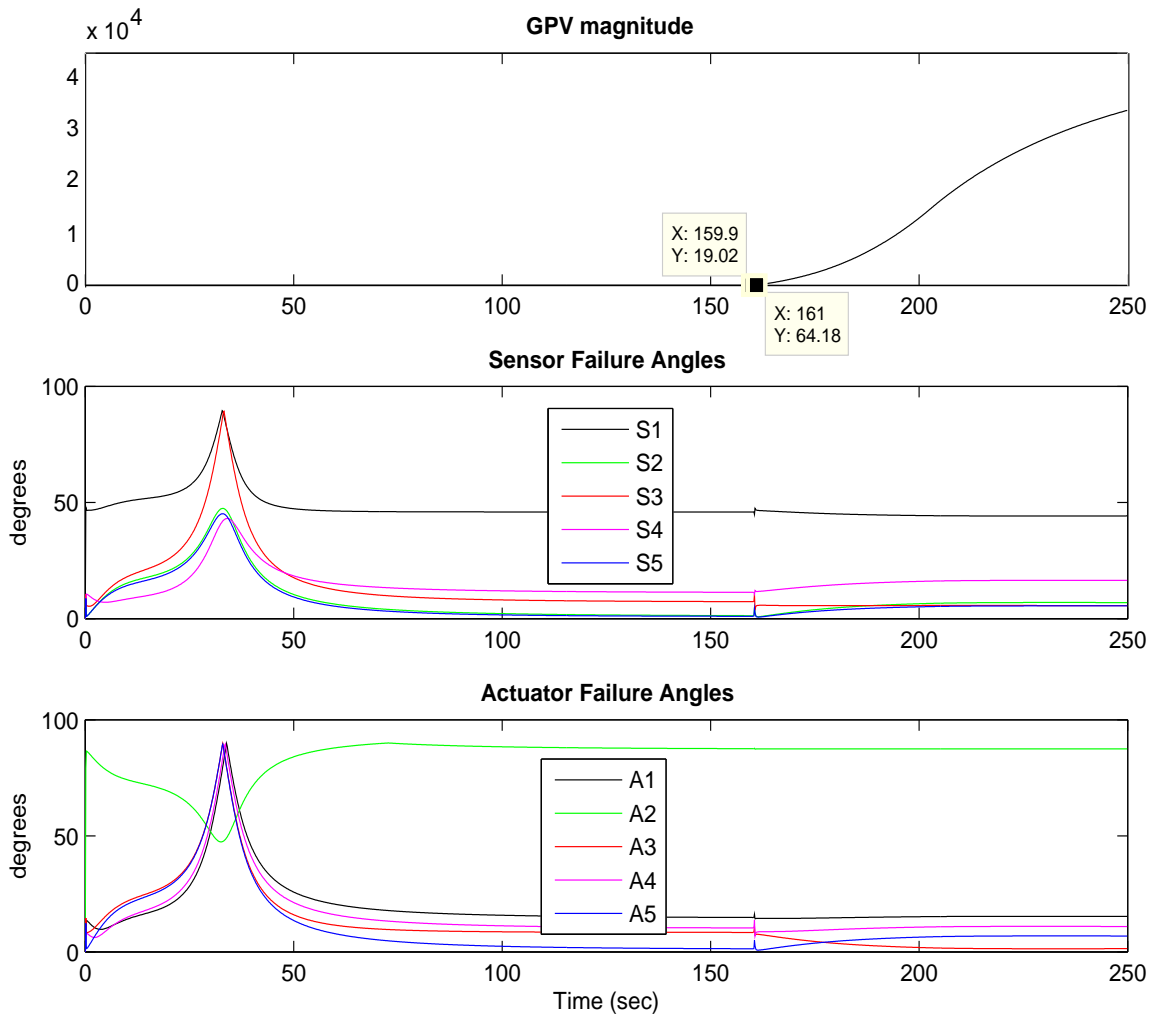 GPV magnitude
x 10^4
4
3
2
1
0
X: 159.9
Y: 19.02
X: 161
Y: 64.18
0 50 100 150 200 250
Sensor Failure Angles
degrees
100
50
0
S1
S2
S3
S4
S5
0 50 100 150 200 250
Actuator Failure Angles
degrees
100
50
0
A1
A2
A3
A4
A5
0 50 100 150 200 250
Time (sec)